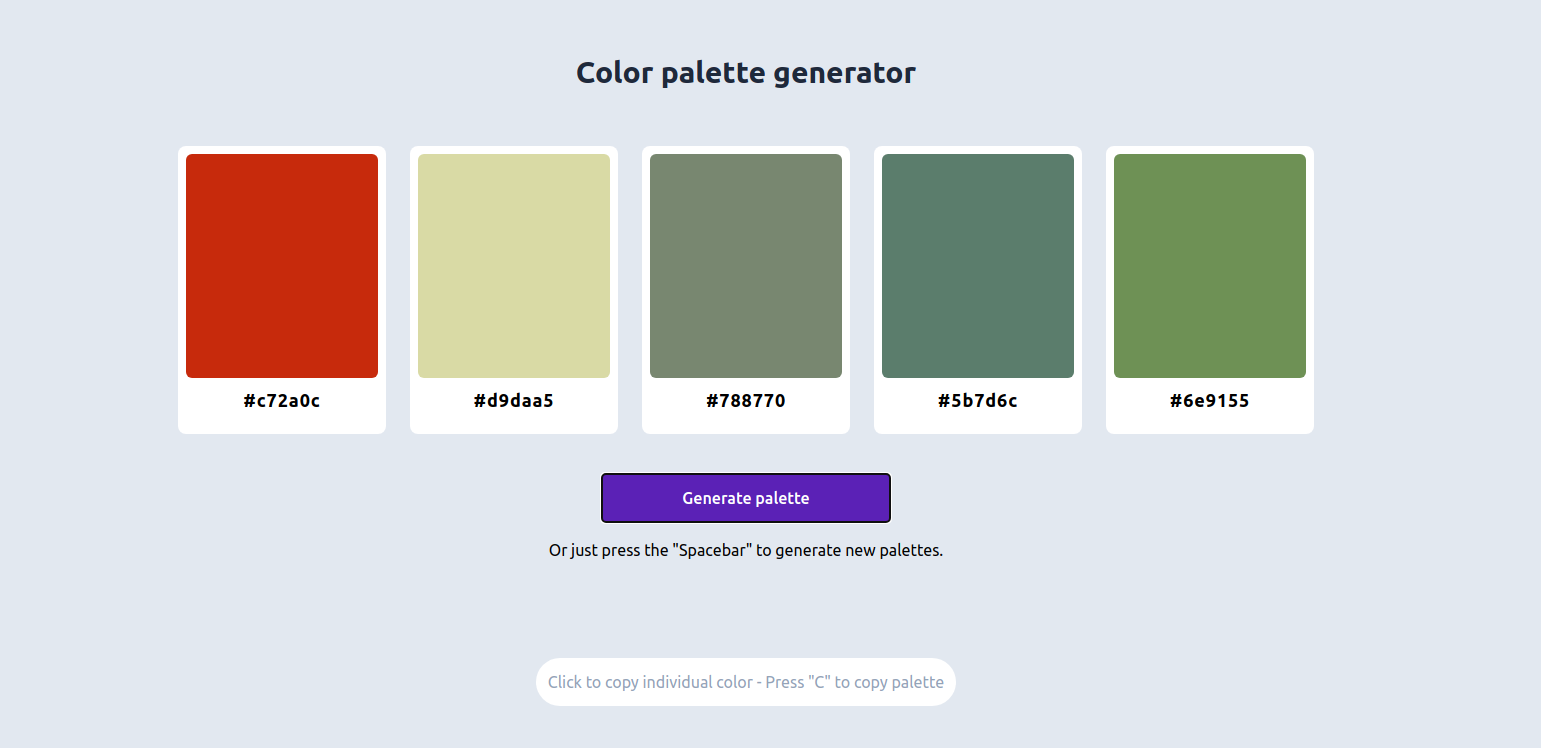 Color palette generator
#c72a0c
#d9daa5
#788770
#5b7d6c
#6e9155
Generate palette
Or just press the "Spacebar" to generate new palettes.
Click to copy individual color - Press "C" to copy palette